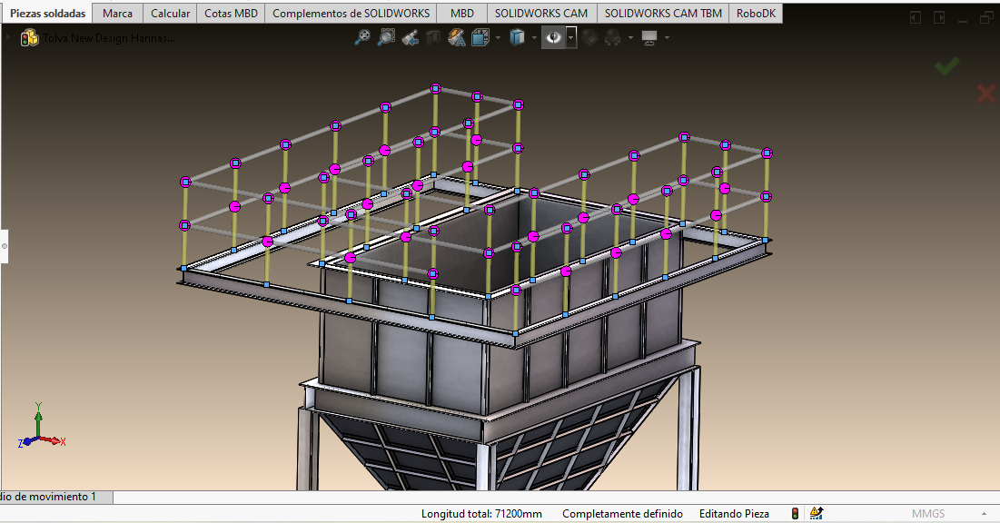 Piezas soldadas Marca Calcular Cotas MBD Complementos de SOLIDWORKS MBD SOLIDWORKS CAM SOLIDWORKS CAM TBM RoboDK
Tolva New Design Hannas...
Y
Z X
dio de movimiento 1
Longitud total: 71200mm Completamente definido Editando Pieza MMGS